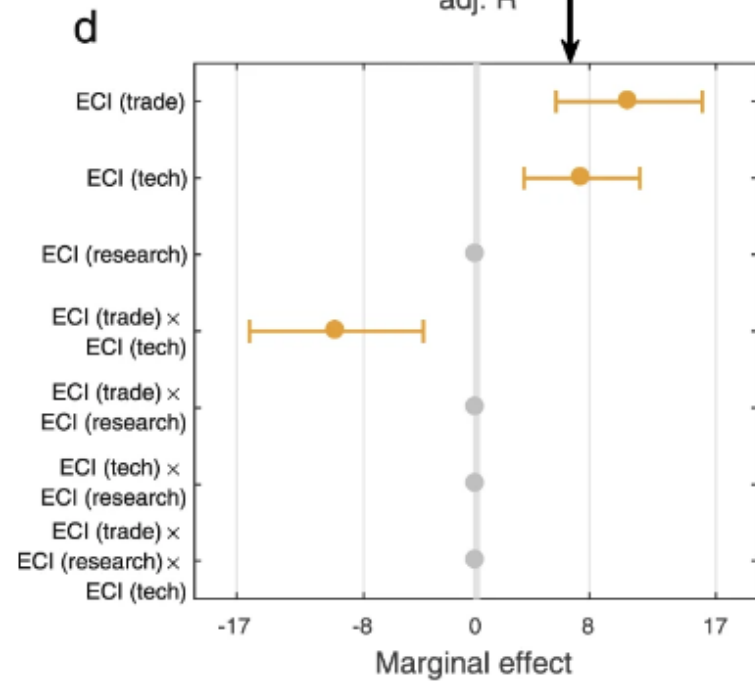 d
adj. R
ECI (trade)
ECI (tech)
ECI (research)
ECI (trade) ×
ECI (tech)
ECI (trade) ×
ECI (research)
ECI (tech) ×
ECI (research)
ECI (trade) ×
ECI (research)×
ECI (tech)
-17 -8 0 8 17
Marginal effect